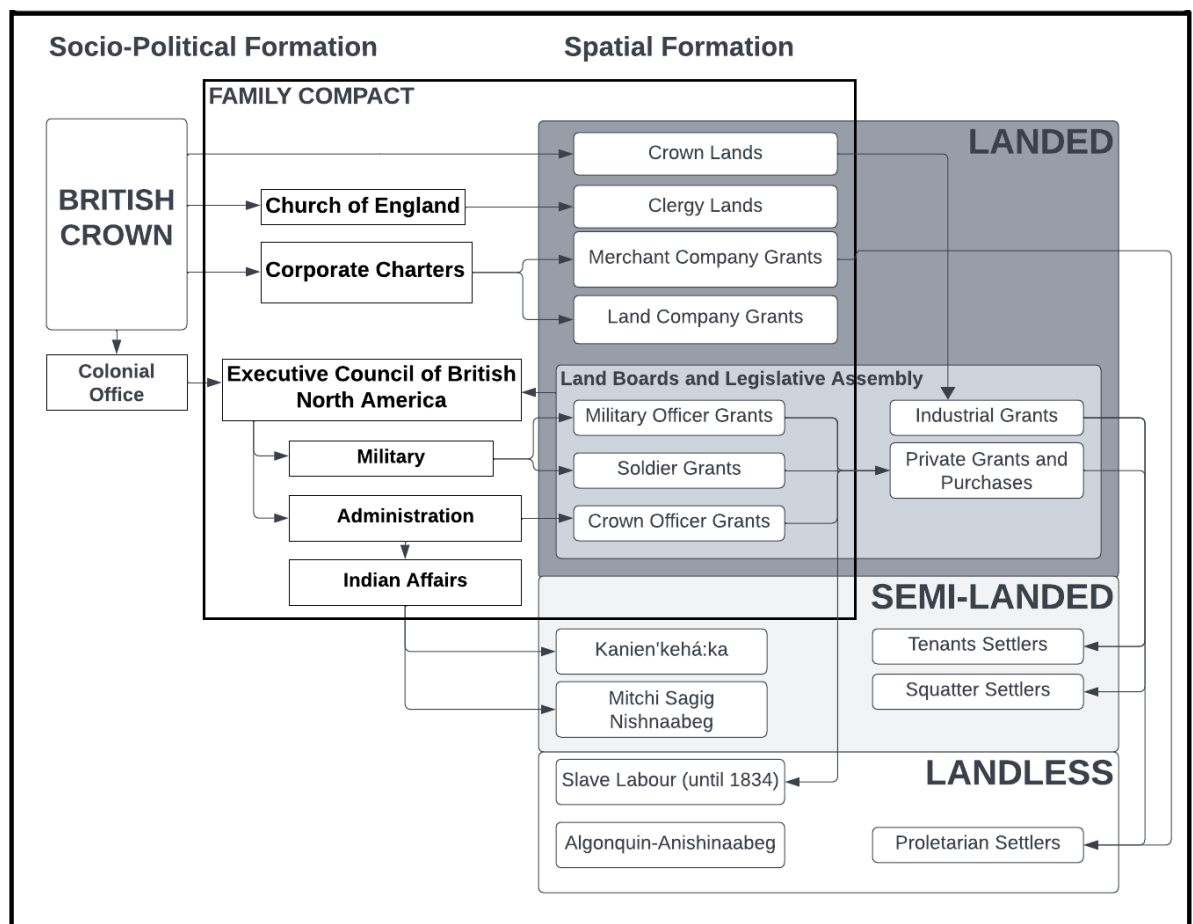 Socio-Political Formation
Spatial Formation
FAMILY COMPACT
LANDED
BRITISH
CROWN
Crown Lands
Church of England
Clergy Lands
Corporate Charters
Merchant Company Grants
Land Company Grants
Colonial
Office
Executive Council of British
North America
Land Boards and Legislative Assembly
Military Officer Grants
Industrial Grants
Military
Soldier Grants
Private Grants and
Purchases
Administration
Crown Officer Grants
Indian Affairs
SEMI-LANDED
Kanien'kehá:ka
Tenants Settlers
Mitchi Sagig
Nishnaabeg
Squatter Settlers
LANDLESS
Slave Labour (until 1834)
Algonquin-Anishinaabeg
Proletarian Settlers